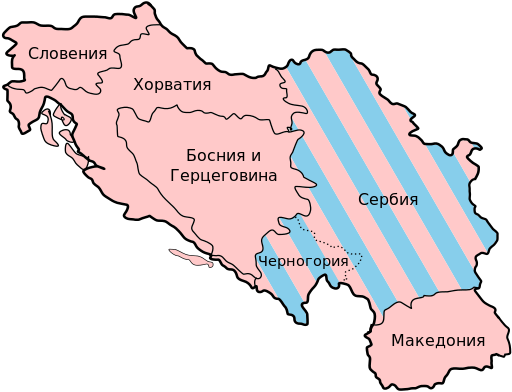 Словения
Хорватия
Босния и
Герцеговина
Сербия
Черногория
Македония